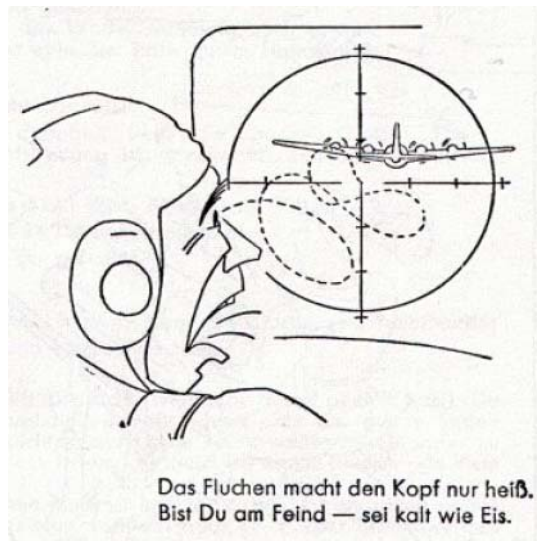 Das Fluchen macht den Kopf nur heiß.
Bist Du am Feind — sei kalt wie Eis.